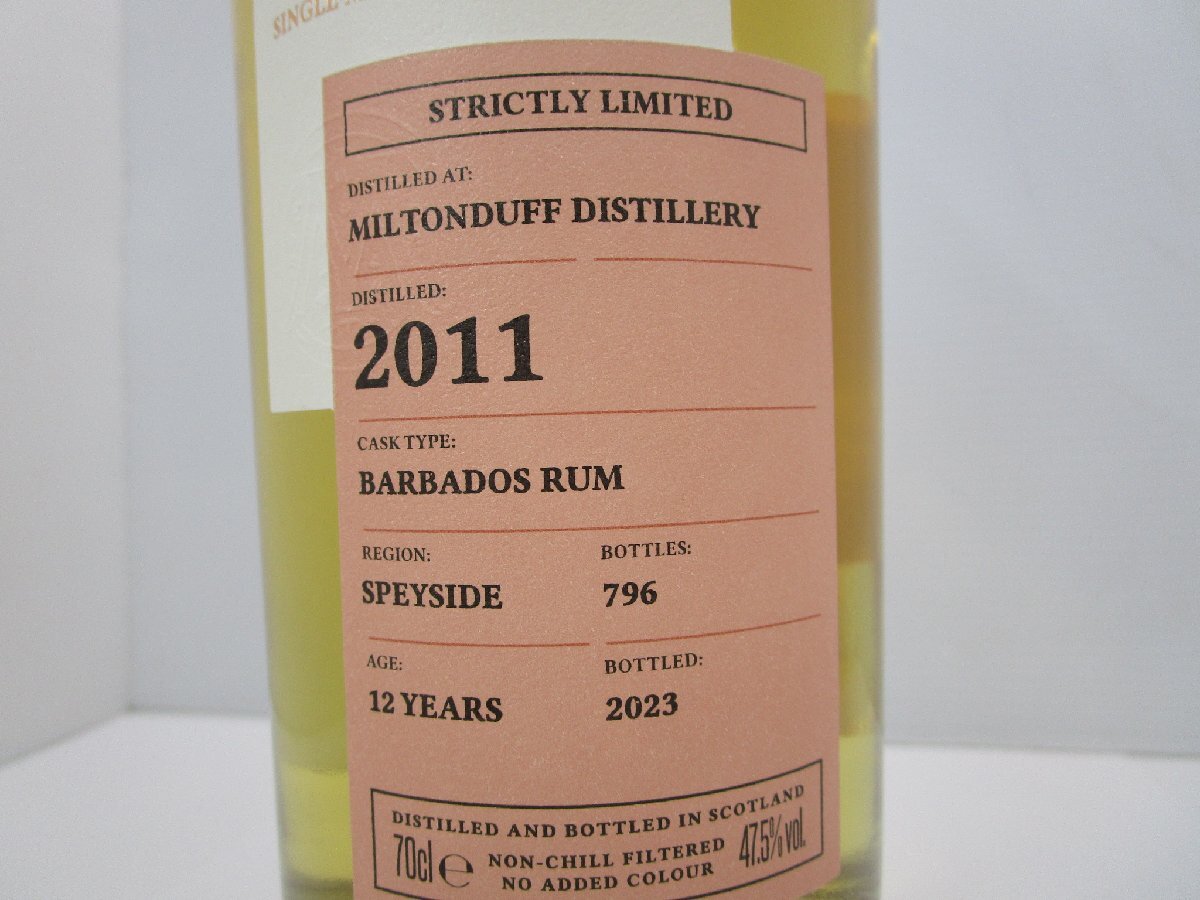 SINGLE
STRICTLY LIMITED
DISTILLED AT:
MILTONDUFF DISTILLERY
DISTILLED:
2011
CASK TYPE:
BARBADOS RUM
REGION:
SPEYSIDE
BOTTLES:
796
AGE:
12 YEARS
BOTTLED:
2023
DISTILLED AND BOTTLED IN SCOTLAND
70cl ℮ NON-CHILL FILTERED 47.5% vol.
NO ADDED COLOUR